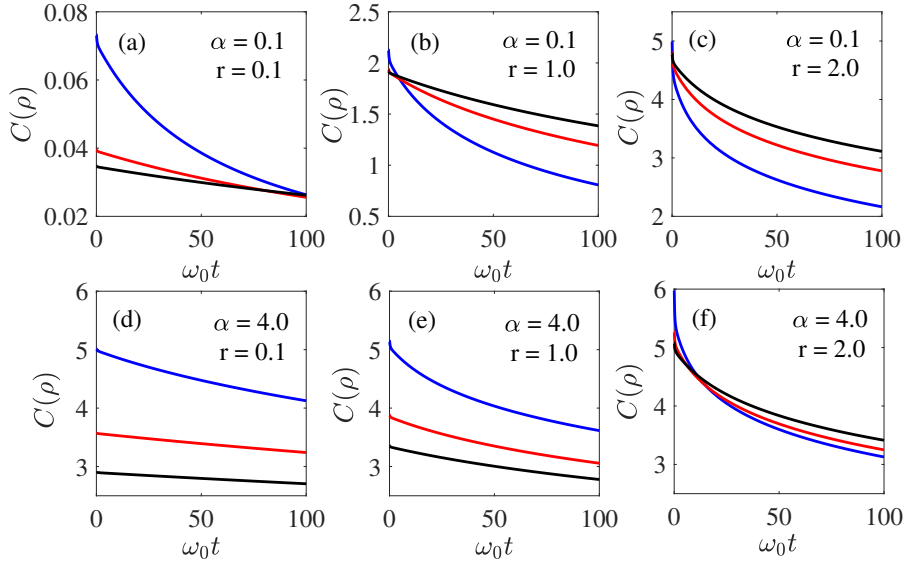 (a)
α = 0.1
r = 0.1
C(ρ)
0.08
0.06
0.04
0.02
0 50 100
ω₀t
(b)
α = 0.1
r = 1.0
C(ρ)
2.5
2
1.5
1
0.5
0 50 100
ω₀t
(c)
α = 0.1
r = 2.0
C(ρ)
5
4
3
2
0 50 100
ω₀t
(d)
α = 4.0
r = 0.1
C(ρ)
6
5
4
3
0 50 100
ω₀t
(e)
α = 4.0
r = 1.0
C(ρ)
6
5
4
3
0 50 100
ω₀t
(f)
α = 4.0
r = 2.0
C(ρ)
6
5
4
3
0 50 100
ω₀t